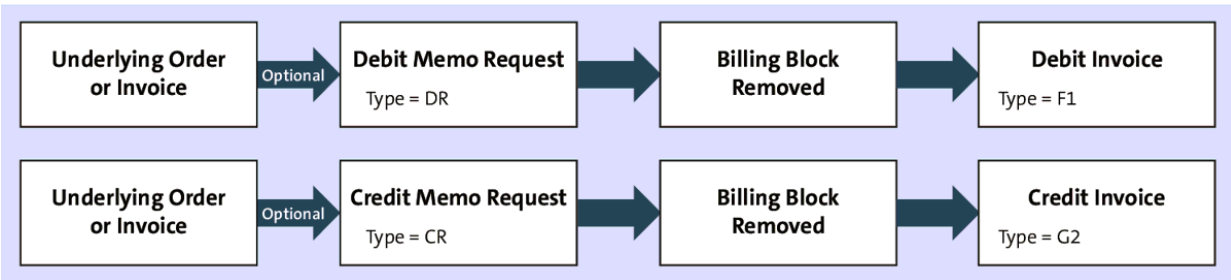 Underlying Order
or Invoice
Optional
Debit Memo Request
Type = DR
Billing Block
Removed
Debit Invoice
Type = F1
Underlying Order
or Invoice
Optional
Credit Memo Request
Type = CR
Billing Block
Removed
Credit Invoice
Type = G2